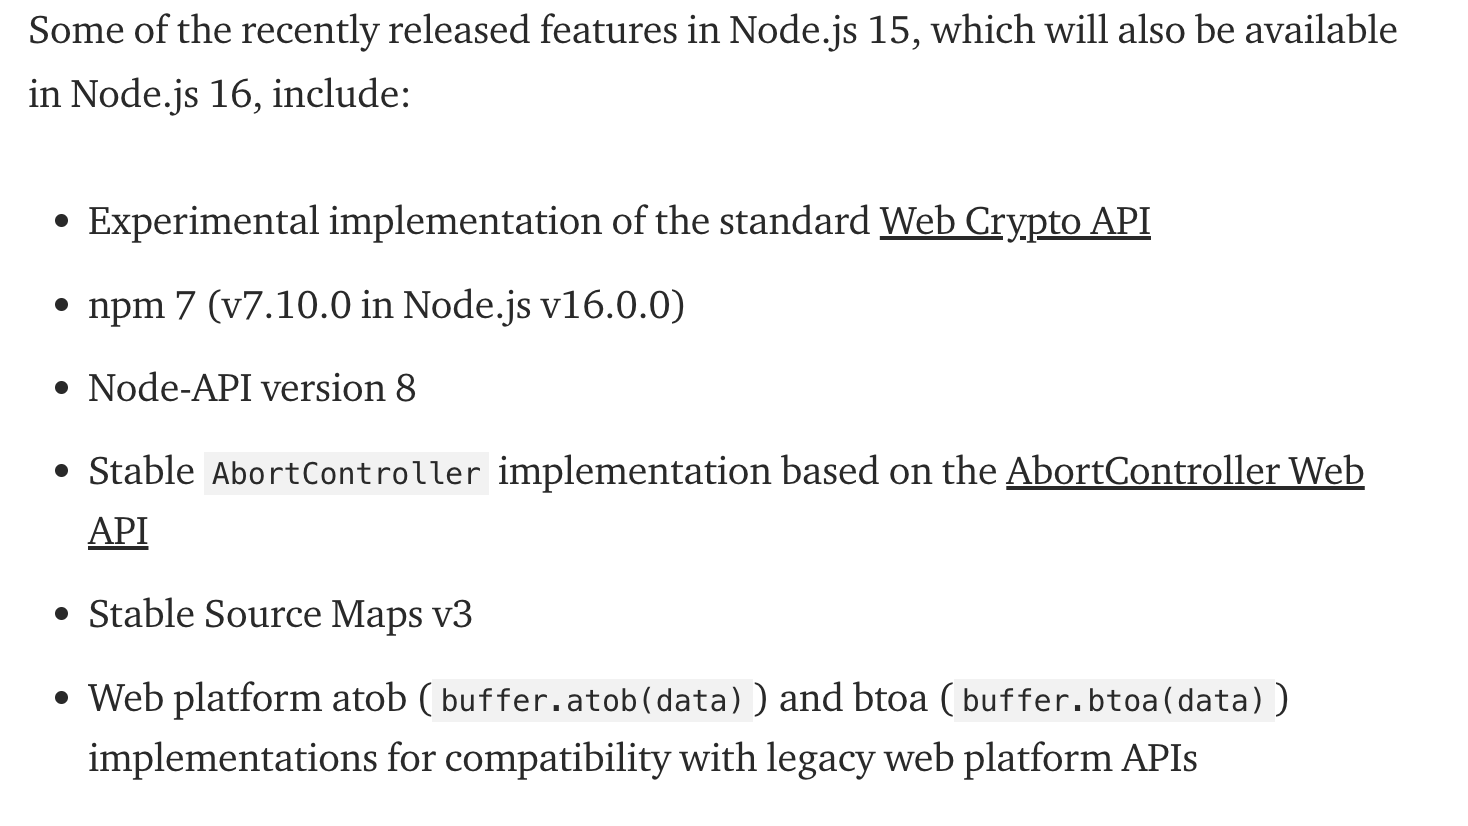 Some of the recently released features in Node.js 15, which will also be available
in Node.js 16, include:
• Experimental implementation of the standard Web Crypto API
• npm 7 (v7.10.0 in Node.js v16.0.0)
• Node-API version 8
• Stable AbortController implementation based on the AbortController Web
API
• Stable Source Maps v3
• Web platform atob (buffer.atob(data)) and btoa (buffer.btoa(data))
implementations for compatibility with legacy web platform APIs